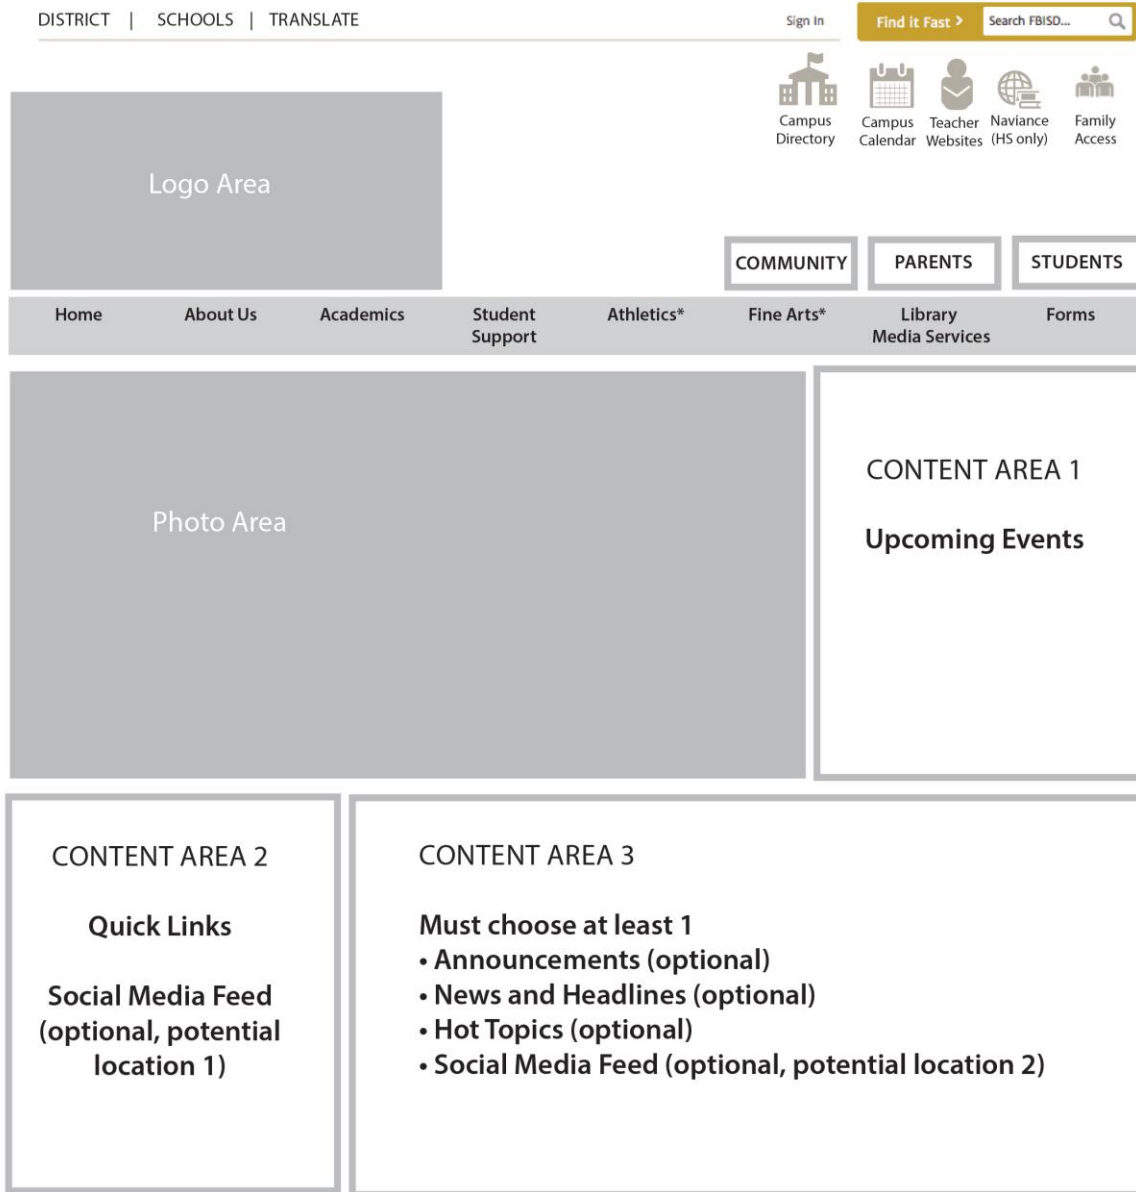 DISTRICT | SCHOOLS | TRANSLATE
Sign In
Find it Fast >
Search FBISD...
Campus
Directory
Campus
Calendar
Teacher
Websites
Naviance
(HS only)
Family
Access
Logo Area
COMMUNITY
PARENTS
STUDENTS
Home
About Us
Academics
Student
Support
Athletics*
Fine Arts*
Library
Media Services
Forms
Photo Area
CONTENT AREA 1
Upcoming Events
CONTENT AREA 2
Quick Links
Social Media Feed
(optional, potential
location 1)
CONTENT AREA 3
Must choose at least 1
• Announcements (optional)
• News and Headlines (optional)
• Hot Topics (optional)
• Social Media Feed (optional, potential location 2)